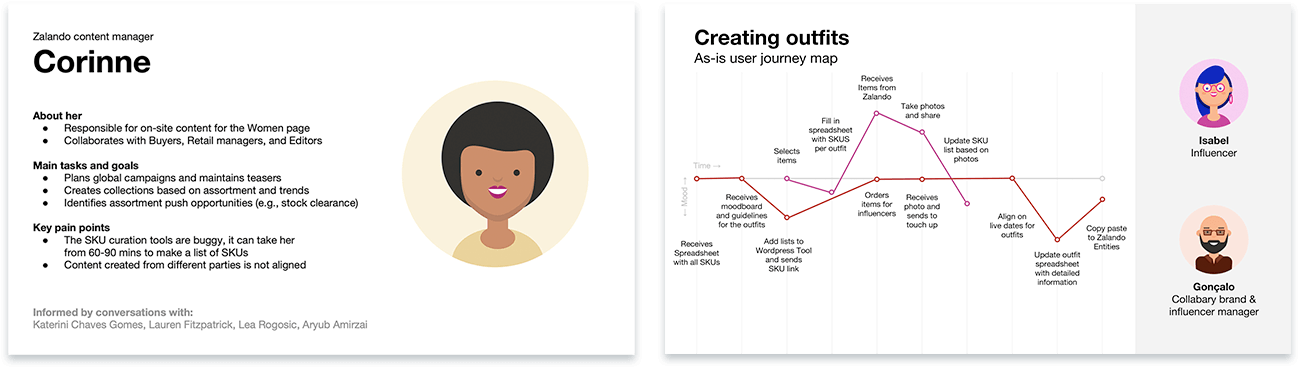 Zalando content manager
Corinne
About her
● Responsible for on-site content for the Women page
● Collaborates with Buyers, Retail managers, and Editors
Main tasks and goals
● Plans global campaigns and maintains teasers
● Creates collections based on assortment and trends
● Identifies assortment push opportunities (e.g., stock clearance)
Key pain points
● The SKU curation tools are buggy, it can take her
from 60-90 mins to make a list of SKUs
● Content created from different parties is not aligned
Informed by conversations with:
Katerini Chaves Gomes, Lauren Fitzpatrick, Lea Rogosic, Aryub Amirzai
Creating outfits
As-is user journey map
Time →
← Mood →
Receives
Spreadsheet
with all SKUs
Receives
moodboard
and guidelines
for the outfits
Selects
items
Add lists to
Wordpress Tool
and sends
SKU link
Fill in
spreadsheet
with SKUS
per outfit
Receives
Items from
Zalando
Orders
items for
influencers
Take photos
and share
Receives
photo and
sends to
touch up
Update SKU
list based on
photos
Align on
live dates for
outfits
Update outfit
spreadsheet
with detailed
information
Copy paste
to Zalando
Entities
Isabel
Influencer
Gonçalo
Collabary brand &
influencer manager